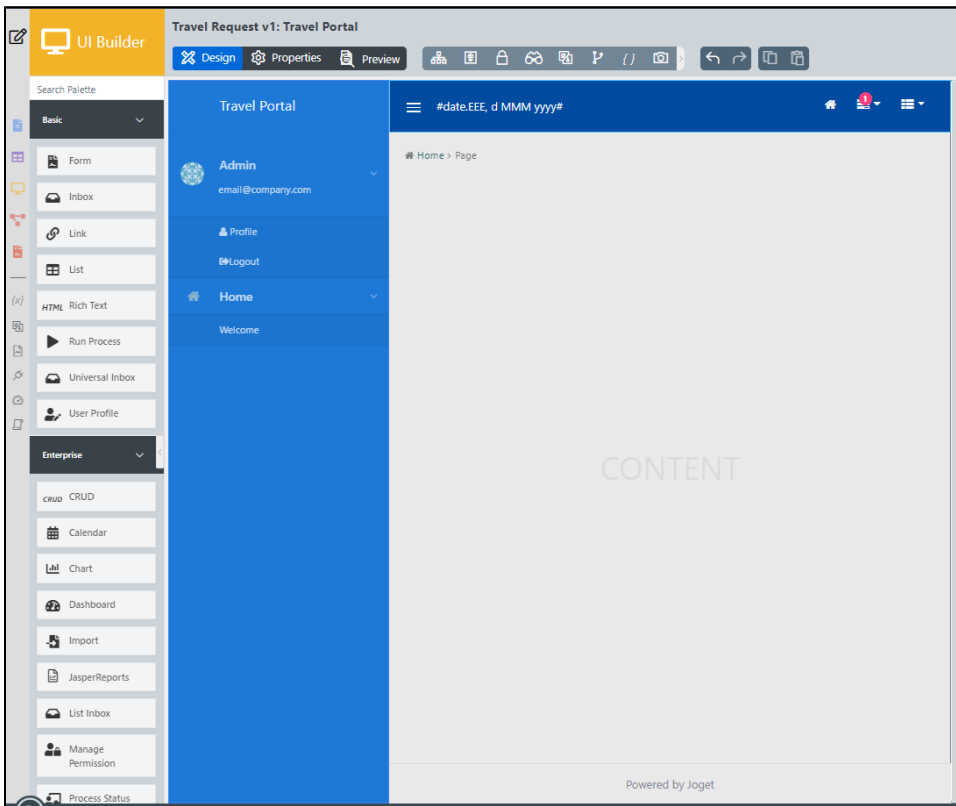 UI Builder
Travel Request v1: Travel Portal
Design
Properties
Preview
{}
Search Palette
Basic
Form
Inbox
Link
List
HTML Rich Text
Run Process
Universal Inbox
User Profile
Enterprise
CRUD CRUD
Calendar
Chart
Dashboard
Import
JasperReports
List Inbox
Manage
Permission
Process Status
{x}
Travel Portal
Admin
email@company.com
Profile
Logout
Home
Welcome
#date.EEE, d MMM yyyy#
1
Home > Page
CONTENT
Powered by Joget